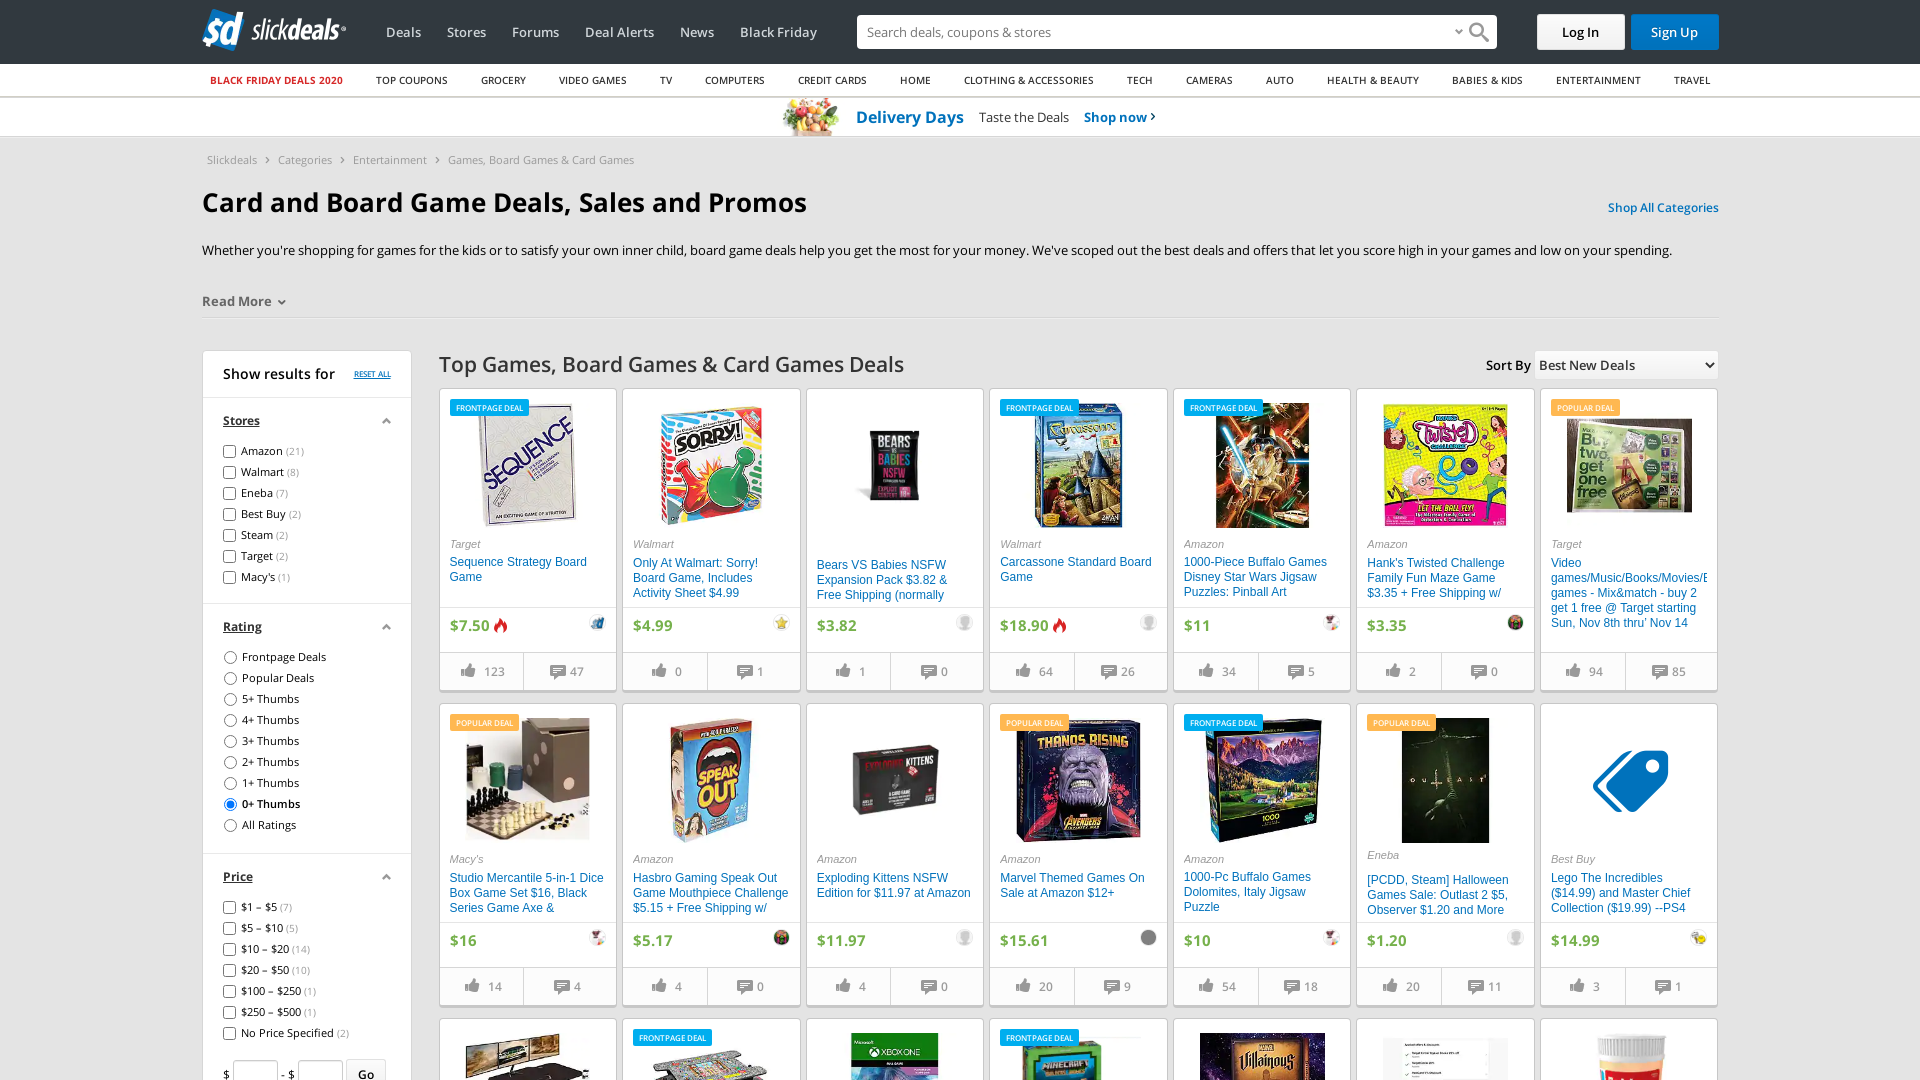 slickdeals
Deals
Stores
Forums
Deal Alerts
News
Black Friday
Search deals, coupons & stores
Log In
Sign Up
BLACK FRIDAY DEALS 2020
TOP COUPONS
GROCERY
VIDEO GAMES
TV
COMPUTERS
CREDIT CARDS
HOME
CLOTHING & ACCESSORIES
TECH
CAMERAS
AUTO
HEALTH & BEAUTY
BABIES & KIDS
ENTERTAINMENT
TRAVEL
Delivery Days Taste the Deals Shop now
Slickdeals > Categories > Entertainment > Games, Board Games & Card Games
Card and Board Game Deals, Sales and Promos
Shop All Categories
Whether you're shopping for games for the kids or to satisfy your own inner child, board game deals help you get the most for your money. We've scoped out the best deals and offers that let you score high in your games and low on your spending.
Read More
Show results for
RESET ALL
Stores
Amazon (21)
Walmart (8)
Eneba (7)
Best Buy (2)
Steam (2)
Target (2)
Macy's (1)
Rating
Frontpage Deals
Popular Deals
5+ Thumbs
4+ Thumbs
3+ Thumbs
2+ Thumbs
1+ Thumbs
0+ Thumbs
All Ratings
Price
$1 – $5 (7)
$5 – $10 (5)
$10 – $20 (14)
$20 – $50 (10)
$100 – $250 (1)
$250 – $500 (1)
No Price Specified (2)
$ - $ Go
Top Games, Board Games & Card Games Deals
Sort By Best New Deals
FRONTPAGE DEAL
SEQUENCE
Target
Sequence Strategy Board
Game
$7.50
123
47
SORRY!
Walmart
Only At Walmart: Sorry!
Board Game, Includes
Activity Sheet $4.99
$4.99
0
1
BEARS
VS
BABIES
NSFW
Bears VS Babies NSFW
Expansion Pack $3.82 &
Free Shipping (normally
$3.82
1
0
FRONTPAGE DEAL
Carcassonne
Walmart
Carcassone Standard Board
Game
$18.90
64
26
FRONTPAGE DEAL
Amazon
1000-Piece Buffalo Games
Disney Star Wars Jigsaw
Puzzles: Pinball Art
$11
34
5
TWISTED
LET THE BALL FLY!
Amazon
Hank's Twisted Challenge
Family Fun Maze Game
$3.35 + Free Shipping w/
$3.35
2
0
POPULAR DEAL
Buy
two,
get
one
free
Target
Video
games/Music/Books/Movies/B
games - Mix&match - buy 2
get 1 free @ Target starting
Sun, Nov 8th thru' Nov 14
94
85
POPULAR DEAL
Macy's
Studio Mercantile 5-in-1 Dice
Box Game Set $16, Black
Series Game Axe &
$16
14
4
SPEAK
OUT
Amazon
Hasbro Gaming Speak Out
Game Mouthpiece Challenge
$5.15 + Free Shipping w/
$5.17
4
0
EXPLODING KITTENS
Amazon
Exploding Kittens NSFW
Edition for $11.97 at Amazon
$11.97
4
0
POPULAR DEAL
THANOS RISING
AVENGERS
Amazon
Marvel Themed Games On
Sale at Amazon $12+
$15.61
20
9
FRONTPAGE DEAL
1000
Amazon
1000-Pc Buffalo Games
Dolomites, Italy Jigsaw
Puzzle
$10
54
18
POPULAR DEAL
OUTLAST
Eneba
[PCDD, Steam] Halloween
Games Sale: Outlast 2 $5,
Observer $1.20 and More
$1.20
20
11
Best Buy
Lego The Incredibles
($14.99) and Master Chief
Collection ($19.99) --PS4
$14.99
3
1
FRONTPAGE DEAL
XBOX ONE
FRONTPAGE DEAL
MINECRAFT
Villainous